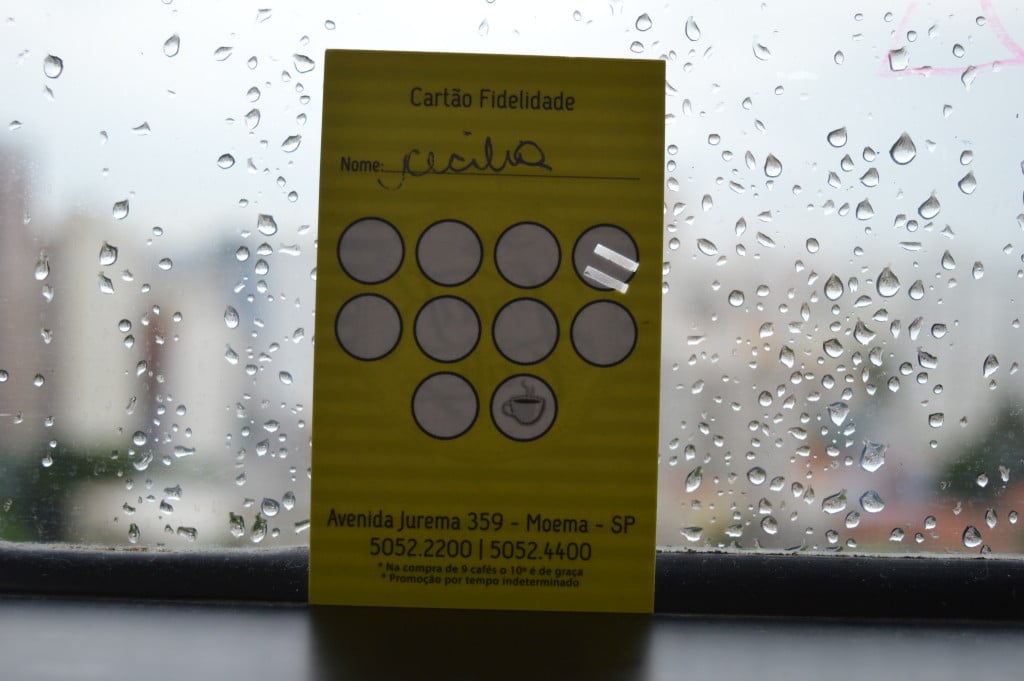 Cartão Fidelidade
Nome: Cecilia
Avenida Jurema 359 - Moema - SP
5052.2200 | 5052.4400
* Na compra de 9 cafés o 10º é de graça
* Promoção por tempo indeterminado